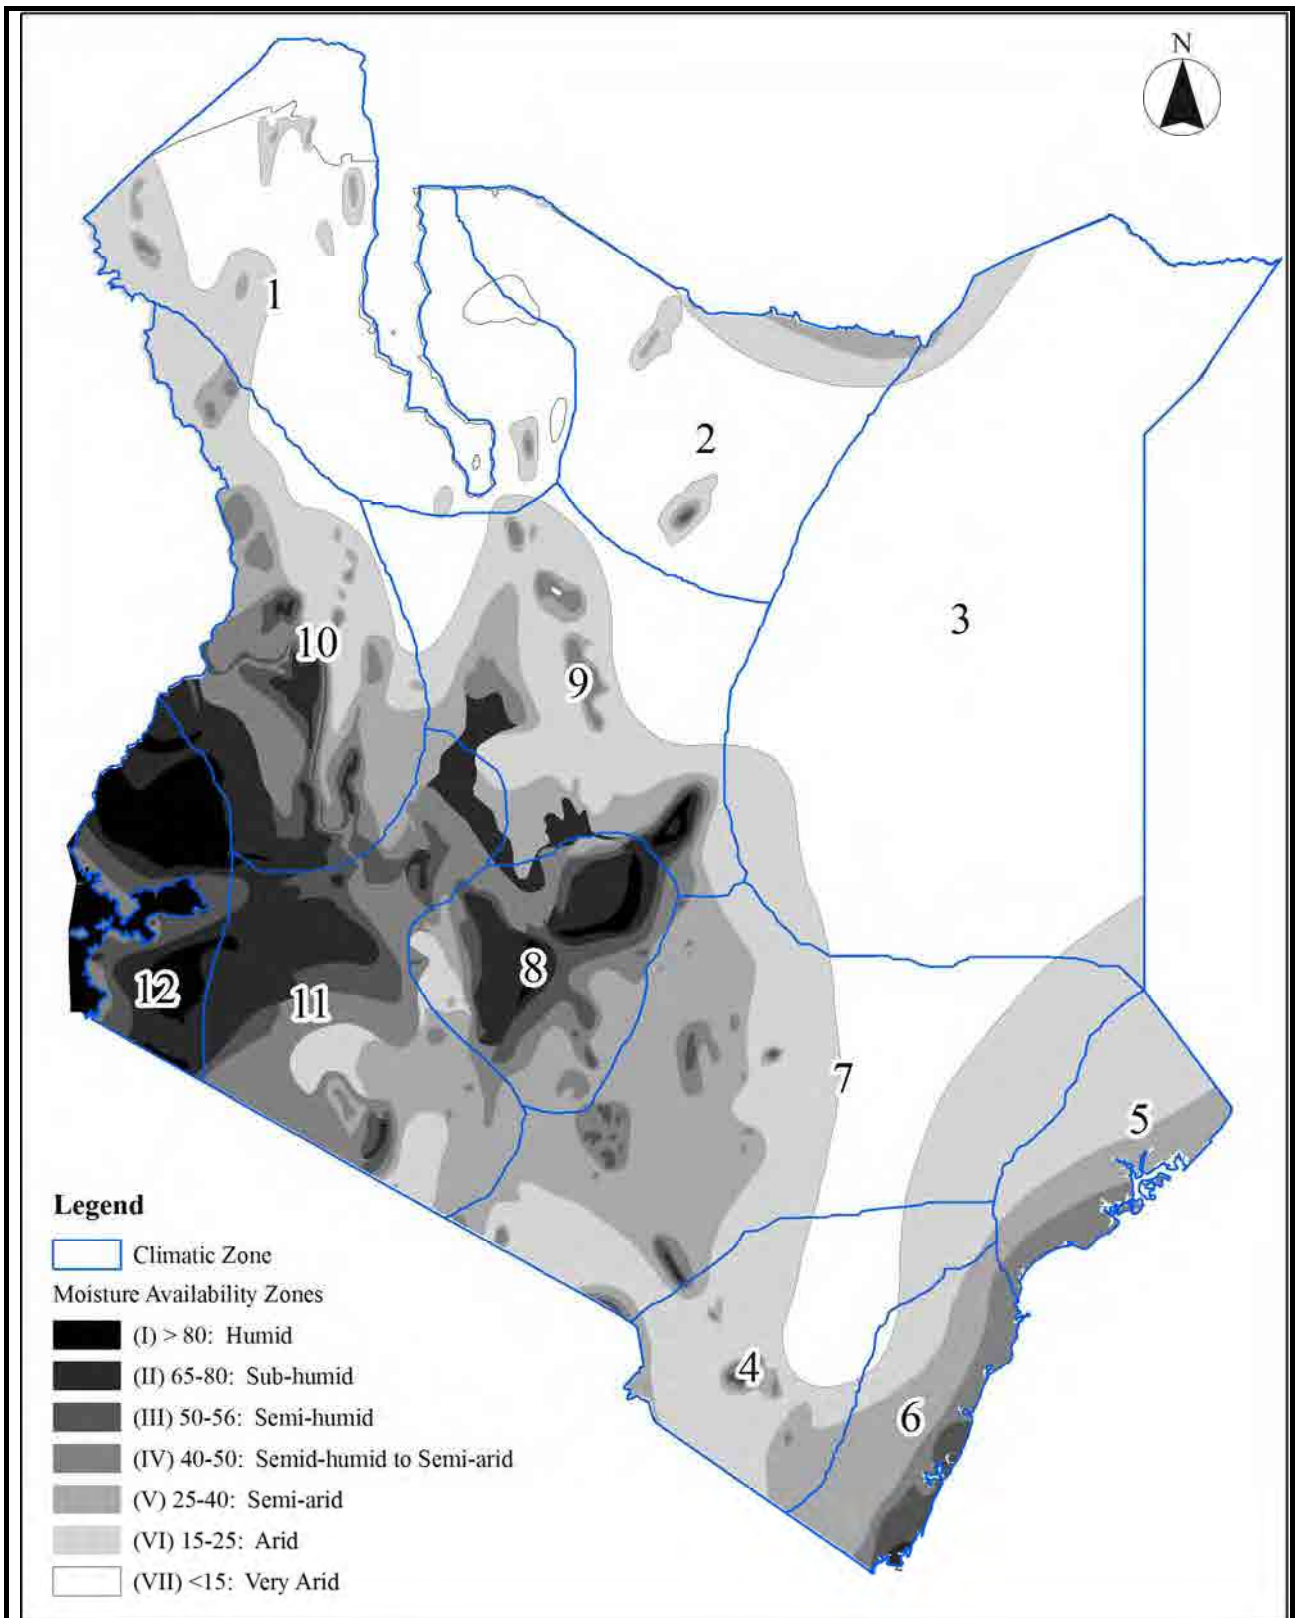 N
1
2
3
10
9
8
12
11
7
5
4
6
Legend
Climatic Zone
Moisture Availability Zones
(I) > 80: Humid
(II) 65-80: Sub-humid
(III) 50-56: Semi-humid
(IV) 40-50: Semid-humid to Semi-arid
(V) 25-40: Semi-arid
(VI) 15-25: Arid
(VII) <15: Very Arid